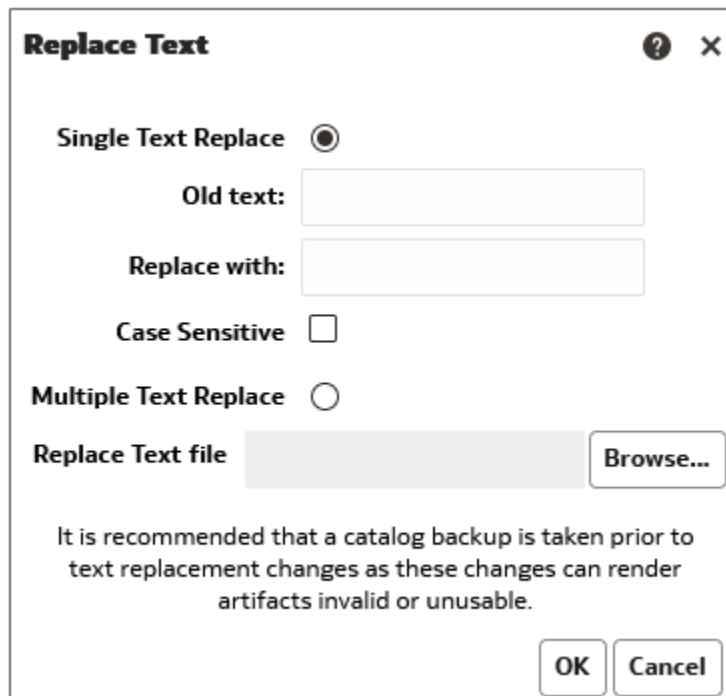 Replace Text
Single Text Replace
Old text:
Replace with:
Case Sensitive
Multiple Text Replace
Replace Text file
Browse...
It is recommended that a catalog backup is taken prior to
text replacement changes as these changes can render
artifacts invalid or unusable.
OK Cancel